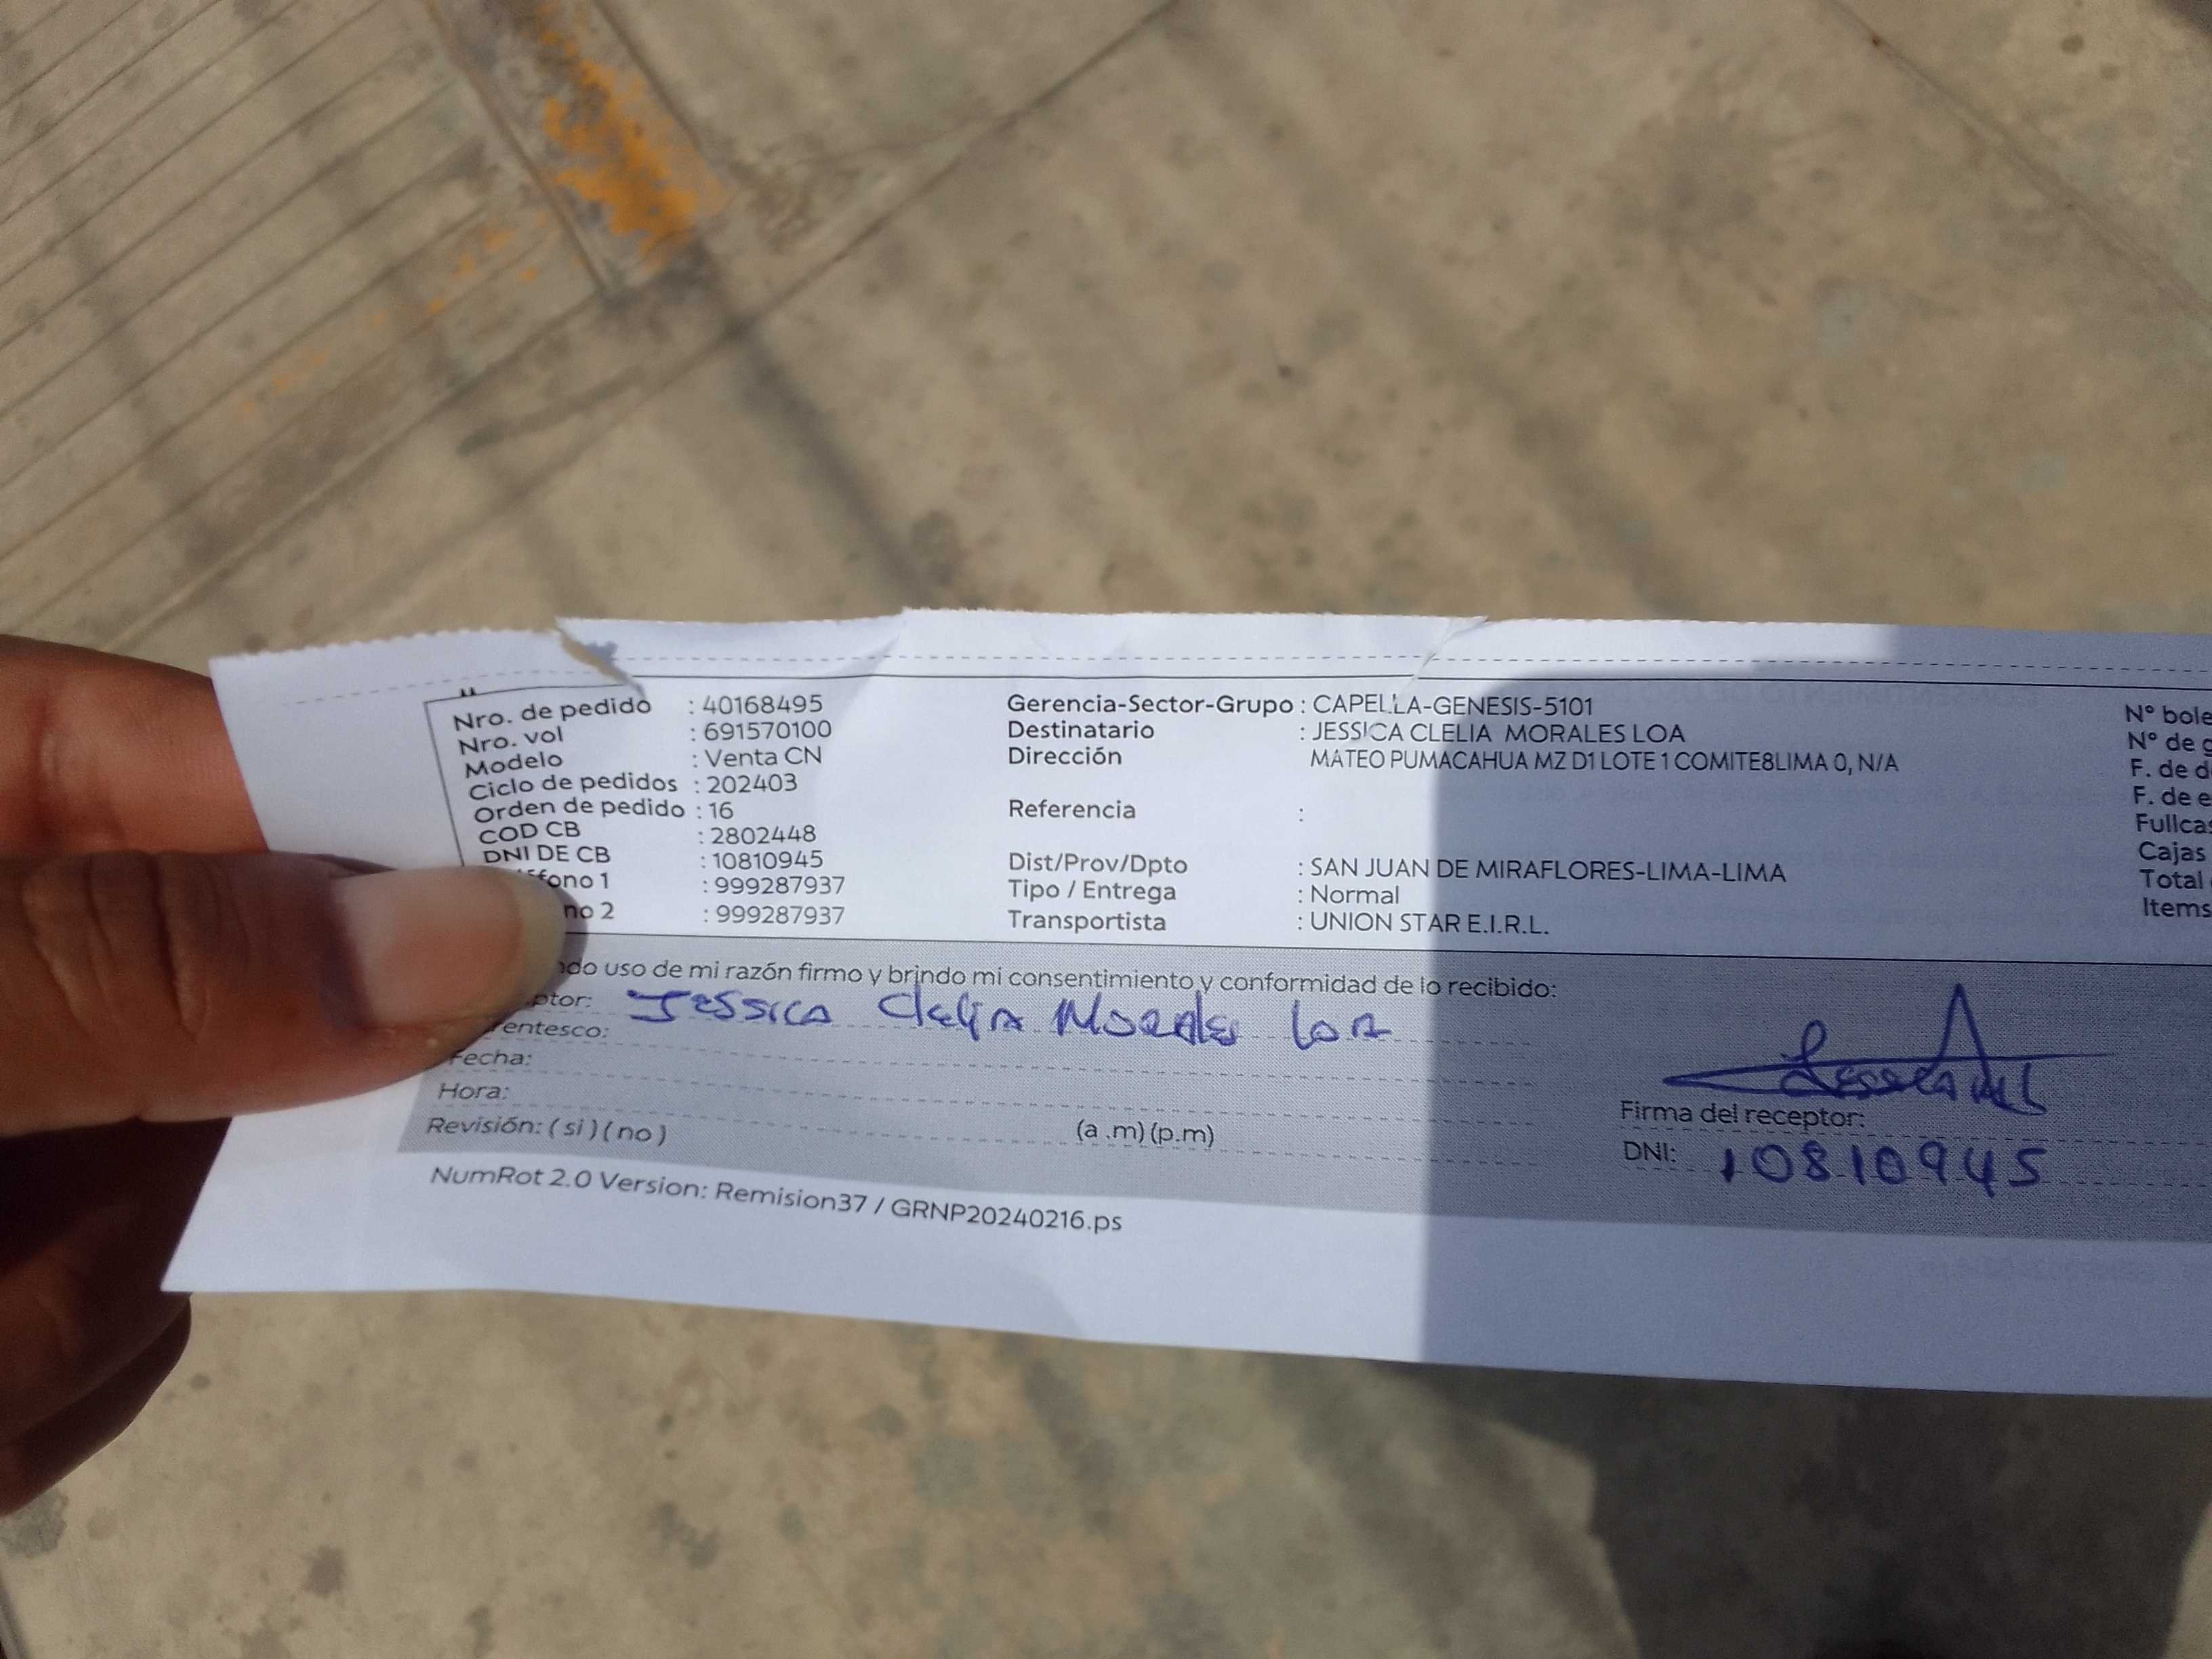 Nro. de pedido : 40168495 Gerencia-Sector-Grupo : CAPELLA-GENESIS-5101 N° bole
Nro. vol : 691570100 Destinatario : JESSICA CLELIA MORALES LOA N° de g
Modelo : Venta CN Dirección MATEO PUMACAHUA MZ D1 LOTE 1 COMITE8LIMA 0, N/A F. de d
Ciclo de pedidos : 202403 F. de e
Orden de pedido : 16 Referencia : Fullcas
COD CB : 2802448 Cajas
DNI DE CB : 10810945 Dist/Prov/Dpto : SAN JUAN DE MIRAFLORES-LIMA-LIMA Total
fono 1 : 999287937 Tipo / Entrega : Normal Items
no 2 : 999287937 Transportista : UNION STAR E.I.R.L.
ndo uso de mi razón firmo y brindo mi consentimiento y conformidad de lo recibido:
ptor: Jessica Clelia Morales Loa
rentesco:
Fecha:
Hora: (a .m) (p.m)
Revisión: ( si ) ( no )
Firma del receptor:
DNI: 10810945
NumRot 2.0 Version: Remision37 / GRNP20240216.ps